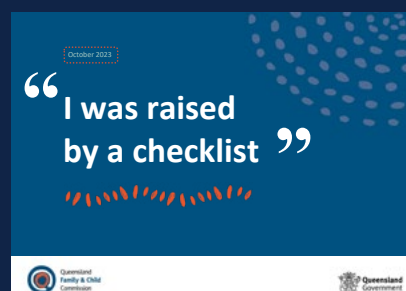 October 2023
“I was raised
by a checklist”
Queensland
Family & Child
Commission
Queensland
Government